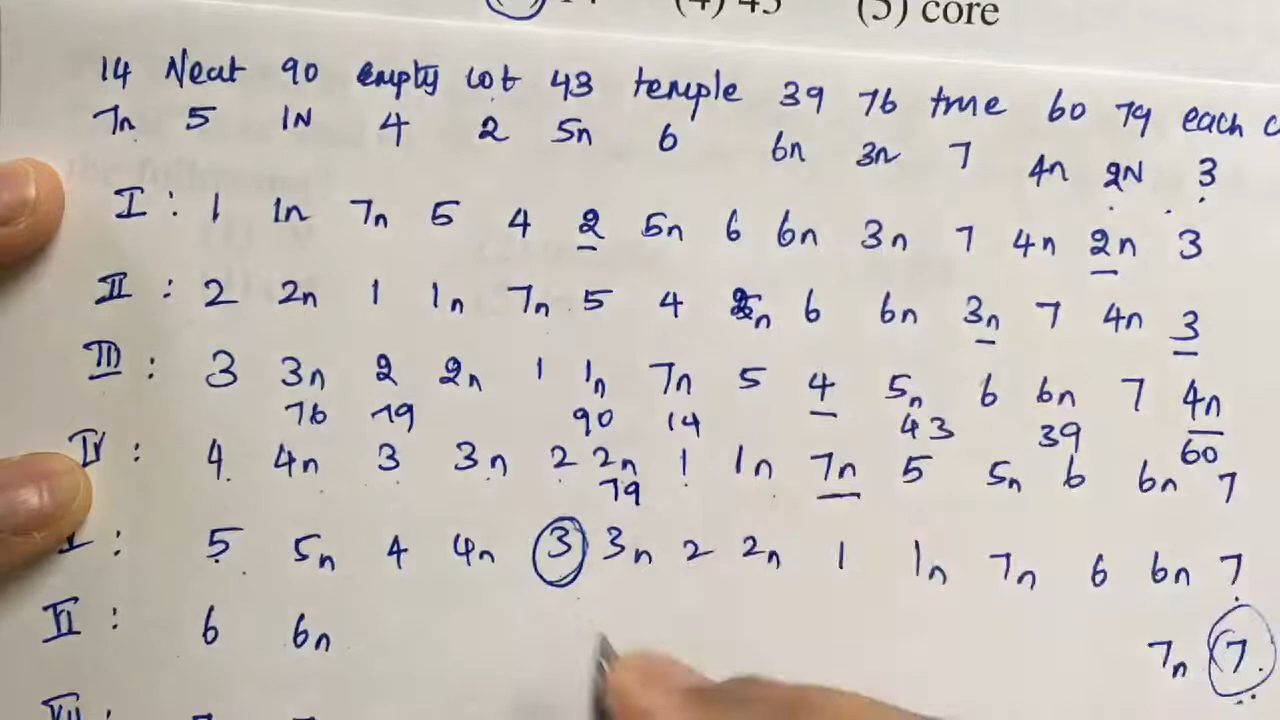 (4) 43 (5) core
14 Neat 90 empty cot 43 temple 39 76 true 60 79 each
7n 5 1N 4 2 5n 6 6n 3n 7 4n 2N 3
I : 1 1n 7n 5 4 2 5n 6 6n 3n 7 4n 2n 3
II : 2 2n 1 1n 7n 5 4 5n 6 6n 3n 7 4n 3
III : 3 3n 2 2n 1 1n 7n 5 4 5n 6 6n 7 4n
76 79 90 14 43 39 60
IV : 4 4n 3 3n 2 2n 1 1n 7n 5 5n 6 6n 7
79
: 5 5n 4 4n 3 3n 2 2n 1 1n 7n 6 6n 7
VI : 6 6n 7n 7